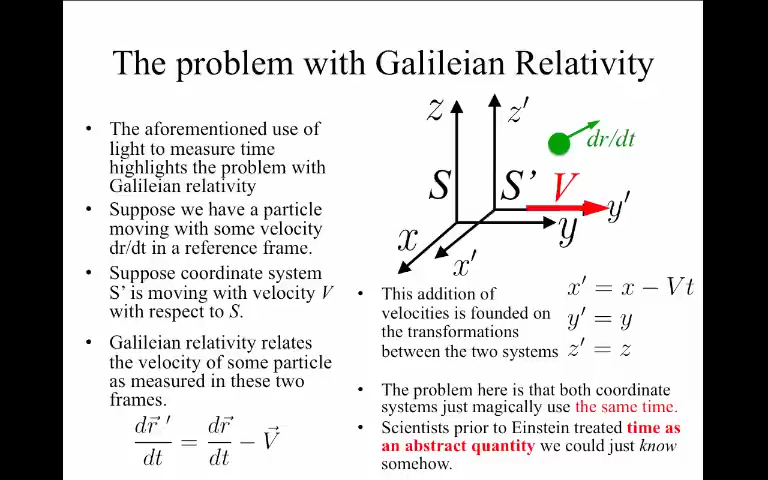 The problem with Galileian Relativity
• The aforementioned use of
light to measure time
highlights the problem with
Galileian relativity
• Suppose we have a particle
moving with some velocity
dr/dt in a reference frame.
• Suppose coordinate system
S’ is moving with velocity V
with respect to S.
• Galileian relativity relates
the velocity of some particle
as measured in these two
frames.
d\vec{r}\,'/dt = d\vec{r}/dt − \vec{V}
z
z′
dr/dt
S
S’
V
y′
y
x
x′
• This addition of
velocities is founded on
the transformations
between the two systems
x′ = x − Vt
y′ = y
z′ = z
• The problem here is that both coordinate
systems just magically use the same time.
• Scientists prior to Einstein treated time as
an abstract quantity we could just know
somehow.